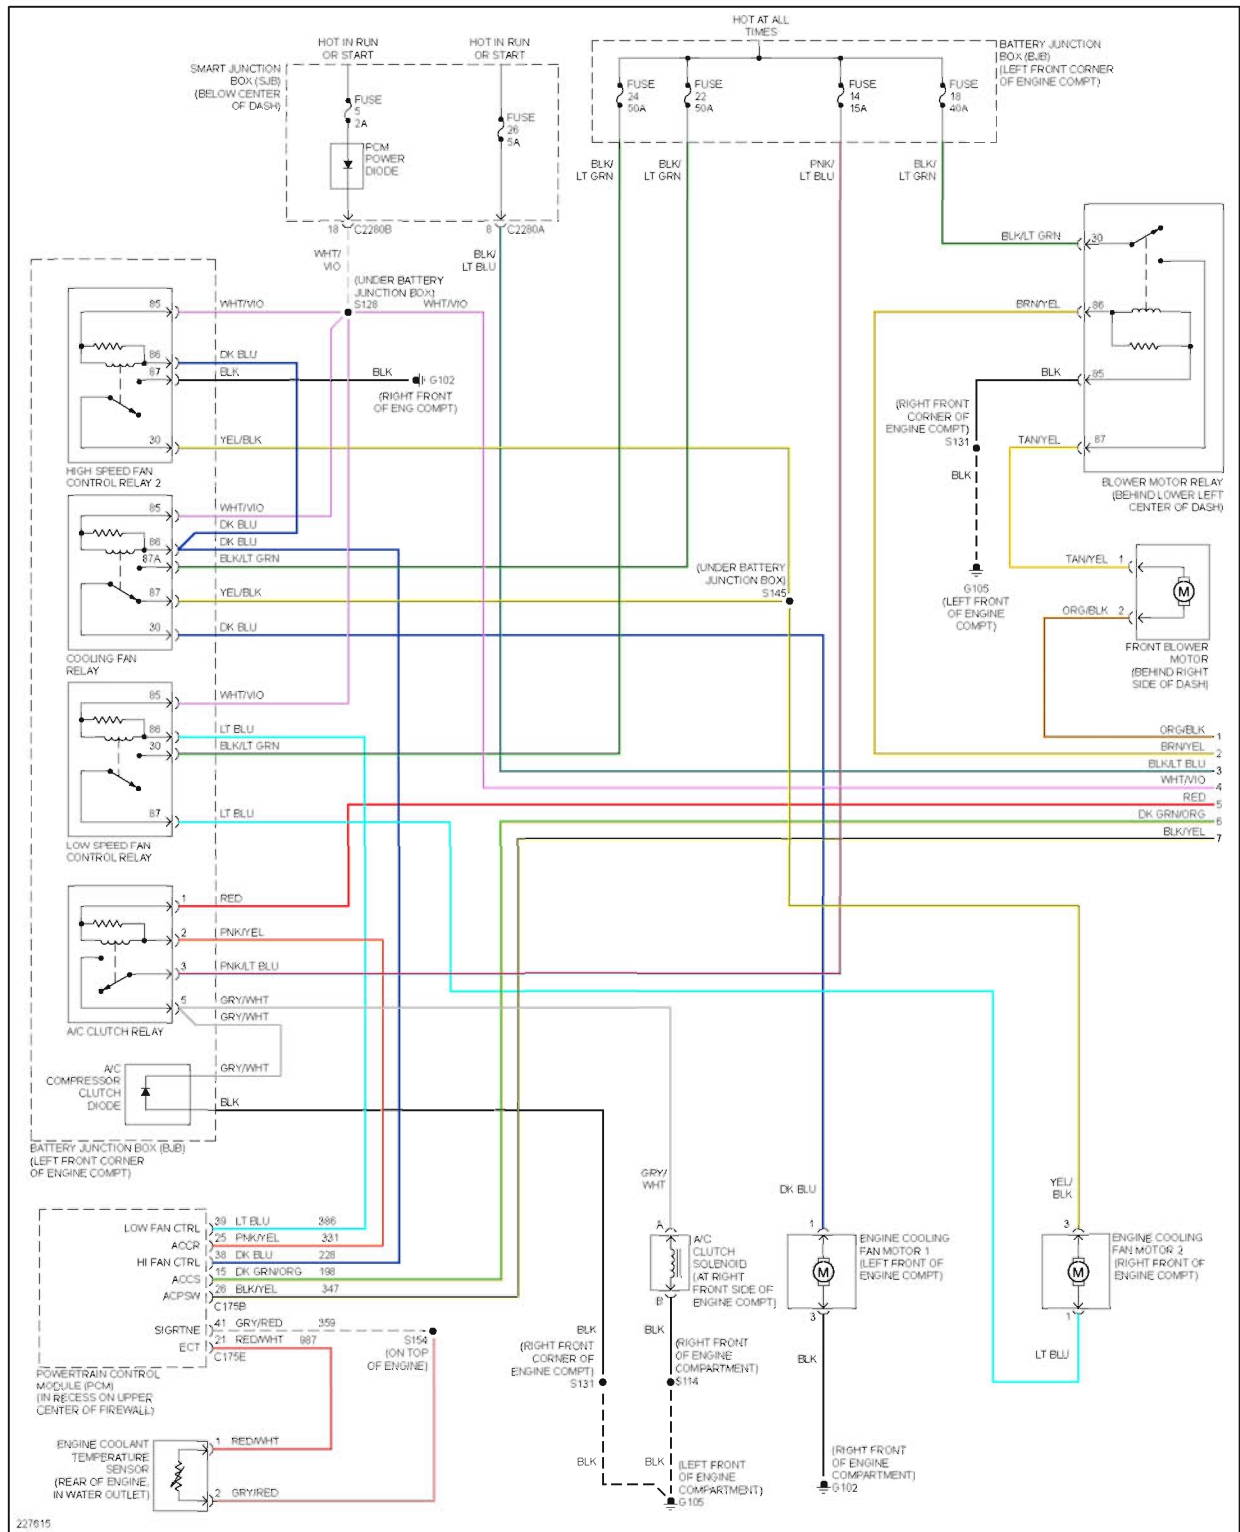 HOT AT ALL
TIMES
HOT IN RUN
OR START
HOT IN RUN
OR START
BATTERY JUNCTION
BOX (BJB)
(LEFT FRONT CORNER
OF ENGINE COMPT)
SMART JUNCTION
BOX (SJB)
(BELOW CENTER
OF DASH)
FUSE
5
2A
FUSE
26
5A
FUSE
24
50A
FUSE
22
50A
FUSE
14
15A
FUSE
18
40A
PCM
POWER
DIODE
18 C2280B
8 C2280A
WHT/
VIO
BLK/
LT BLU
BLK/
LT GRN
BLK/
LT GRN
PNK/
LT BLU
BLK/
LT GRN
(UNDER BATTERY
JUNCTION BOX)
S128
WHT/VIO
85 WHT/VIO
86 DK BLU
87 BLK
BLK
G102
(RIGHT FRONT
OF ENG COMPT)
30 YEL/BLK
HIGH SPEED FAN
CONTROL RELAY 2
BLK/LT GRN 30
BRN/YEL 86
BLK 85
TAN/YEL 87
(RIGHT FRONT
CORNER OF
ENGINE COMPT)
S131
BLK
BLOWER MOTOR RELAY
(BEHIND LOWER LEFT
CENTER OF DASH)
85 WHT/VIO
DK BLU
86 DK BLU
87A BLK/LT GRN
87 YEL/BLK
30 DK BLU
COOLING FAN
RELAY
(UNDER BATTERY
JUNCTION BOX)
S145
G105
(LEFT FRONT
OF ENGINE
COMPT)
TAN/YEL 1
M
ORG/BLK 2
FRONT BLOWER
MOTOR
(BEHIND RIGHT
SIDE OF DASH)
85 WHT/VIO
86 LT BLU
30 BLK/LT GRN
87 LT BLU
LOW SPEED FAN
CONTROL RELAY
ORG/BLK 1
BRN/YEL 2
BLK/LT BLU 3
WHT/VIO 4
RED 5
DK GRN/ORG 6
BLK/YEL 7
1 RED
2 PNK/YEL
3 PNK/LT BLU
5 GRY/WHT
GRY/WHT
A/C CLUTCH RELAY
A/C
COMPRESSOR
CLUTCH
DIODE
GRY/WHT
BLK
BATTERY JUNCTION BOX (BJB)
(LEFT FRONT CORNER
OF ENGINE COMPT)
GRY/
WHT
DK BLU
YEL/
BLK
LOW FAN CTRL 39 LT BLU 386
ACCR 25 PNK/YEL 331
HI FAN CTRL 38 DK BLU 228
ACCS 15 DK GRN/ORG 198
ACPSW 26 BLK/YEL 347
C175B
SIGRTNE 41 GRY/RED 359
ECT 21 RED/WHT 987
C175E
S154
(ON TOP
OF ENGINE)
POWERTRAIN CONTROL
MODULE (PCM)
(IN RECESS ON UPPER
CENTER OF FIREWALL)
A
A/C
CLUTCH
SOLENOID
(AT RIGHT
FRONT SIDE OF
ENGINE COMPT)
B
1
M
3
ENGINE COOLING
FAN MOTOR 1
(LEFT FRONT OF
ENGINE COMPT)
3
M
1
ENGINE COOLING
FAN MOTOR 2
(RIGHT FRONT OF
ENGINE COMPT)
BLK
(RIGHT FRONT
CORNER OF
ENGINE COMPT)
S131
BLK
(RIGHT FRONT
OF ENGINE
COMPARTMENT)
S114
BLK
LT BLU
ENGINE COOLANT
TEMPERATURE
SENSOR
(REAR OF ENGINE,
IN WATER OUTLET)
1 RED/WHT
2 GRY/RED
BLK
BLK
(LEFT FRONT
OF ENGINE
COMPARTMENT)
G105
(RIGHT FRONT
OF ENGINE
COMPARTMENT)
G102
227615